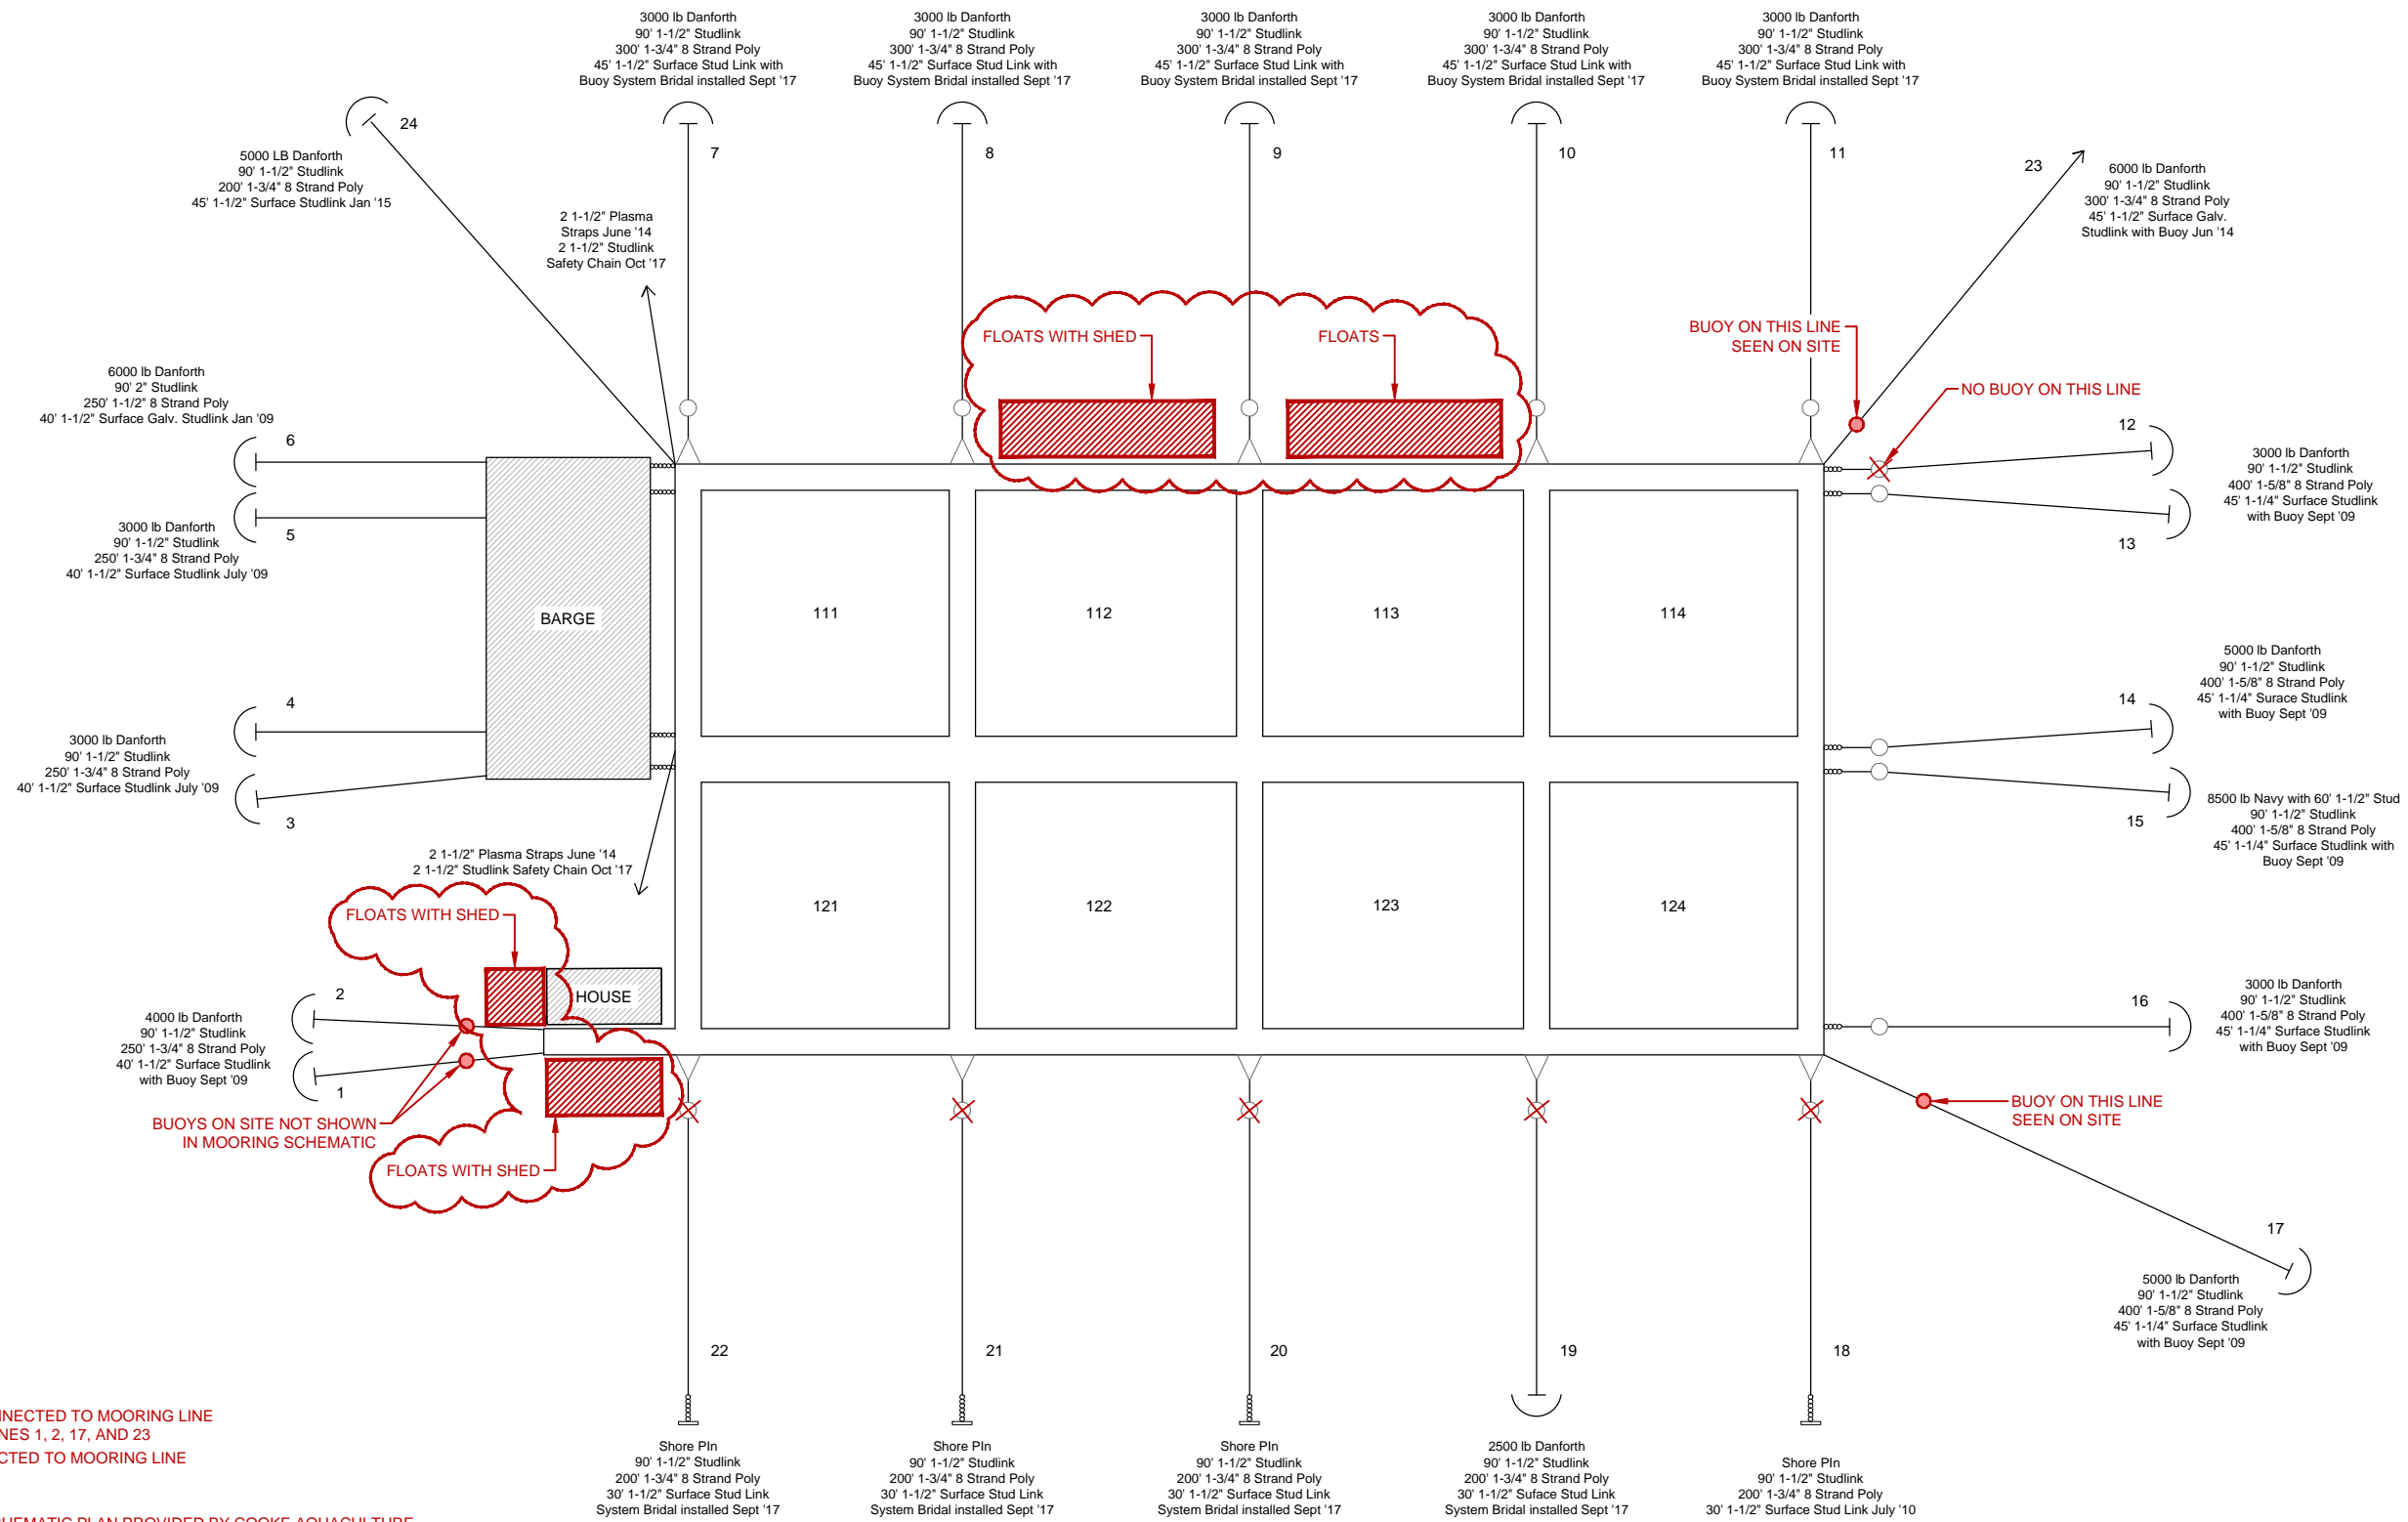 3000 lb Danforth
90' 1-1/2" Studlink
300' 1-3/4" 8 Strand Poly
45' 1-1/2" Surface Stud Link with
Buoy System Bridal installed Sept '17
3000 lb Danforth
90' 1-1/2" Studlink
300' 1-3/4" 8 Strand Poly
45' 1-1/2" Surface Stud Link with
Buoy System Bridal installed Sept '17
3000 lb Danforth
90' 1-1/2" Studlink
300' 1-3/4" 8 Strand Poly
45' 1-1/2" Surface Stud Link with
Buoy System Bridal installed Sept '17
3000 lb Danforth
90' 1-1/2" Studlink
300' 1-3/4" 8 Strand Poly
45' 1-1/2" Surface Stud Link with
Buoy System Bridal installed Sept '17
3000 lb Danforth
90' 1-1/2" Studlink
300' 1-3/4" 8 Strand Poly
45' 1-1/2" Surface Stud Link with
Buoy System Bridal installed Sept '17
24
7
8
9
10
11
23
5000 LB Danforth
90' 1-1/2" Studlink
200' 1-3/4" 8 Strand Poly
45' 1-1/2" Surface Studlink Jan '15
6000 lb Danforth
90' 1-1/2" Studlink
300' 1-3/4" 8 Strand Poly
45' 1-1/2" Surface Galv.
Studlink with Buoy Jun '14
2 1-1/2" Plasma
Straps June '14
2 1-1/2" Studlink
Safety Chain Oct '17
FLOATS WITH SHED
FLOATS
BUOY ON THIS LINE
SEEN ON SITE
NO BUOY ON THIS LINE
6000 lb Danforth
90' 2" Studlink
250' 1-1/2" 8 Strand Poly
40' 1-1/2" Surface Galv. Studlink Jan '09
6
5
3000 lb Danforth
90' 1-1/2" Studlink
250' 1-3/4" 8 Strand Poly
40' 1-1/2" Surface Studlink July '09
12
3000 lb Danforth
90' 1-1/2" Studlink
400' 1-5/8" 8 Strand Poly
45' 1-1/4" Surface Studlink
with Buoy Sept '09
13
BARGE
111
112
113
114
4
3000 lb Danforth
90' 1-1/2" Studlink
250' 1-3/4" 8 Strand Poly
40' 1-1/2" Surface Studlink July '09
3
5000 lb Danforth
90' 1-1/2" Studlink
400' 1-5/8" 8 Strand Poly
45' 1-1/4" Surace Studlink
with Buoy Sept '09
14
15
8500 lb Navy with 60' 1-1/2" Stud
90' 1-1/2" Studlink
400' 1-5/8" 8 Strand Poly
45' 1-1/4" Surface Studlink with
Buoy Sept '09
2 1-1/2" Plasma Straps June '14
2 1-1/2" Studlink Safety Chain Oct '17
121
122
123
124
FLOATS WITH SHED
HOUSE
2
4000 lb Danforth
90' 1-1/2" Studlink
250' 1-3/4" 8 Strand Poly
40' 1-1/2" Surface Studlink
with Buoy Sept '09
1
16
3000 lb Danforth
90' 1-1/2" Studlink
400' 1-5/8" 8 Strand Poly
45' 1-1/4" Surface Studlink
with Buoy Sept '09
BUOYS ON SITE NOT SHOWN
IN MOORING SCHEMATIC
FLOATS WITH SHED
BUOY ON THIS LINE
SEEN ON SITE
17
5000 lb Danforth
90' 1-1/2" Studlink
400' 1-5/8" 8 Strand Poly
45' 1-1/4" Surface Studlink
with Buoy Sept '09
22
21
20
19
18
NNECTED TO MOORING LINE
NES 1, 2, 17, AND 23
CTED TO MOORING LINE
Shore PIn
90' 1-1/2" Studlink
200' 1-3/4" 8 Strand Poly
30' 1-1/2" Surface Stud Link
System Bridal installed Sept '17
Shore PIn
90' 1-1/2" Studlink
200' 1-3/4" 8 Strand Poly
30' 1-1/2" Surface Stud Link
System Bridal installed Sept '17
Shore PIn
90' 1-1/2" Studlink
200' 1-3/4" 8 Strand Poly
30' 1-1/2" Surface Stud Link
System Bridal installed Sept '17
2500 lb Danforth
90' 1-1/2" Studlink
200' 1-3/4" 8 Strand Poly
30' 1-1/2" Suface Stud Link
System Bridal installed Sept '17
Shore PIn
90' 1-1/2" Studlink
200' 1-3/4" 8 Strand Poly
30' 1-1/2" Surface Stud Link July '10
HEMATIC PLAN PROVIDED BY COOKE AQUACULTURE